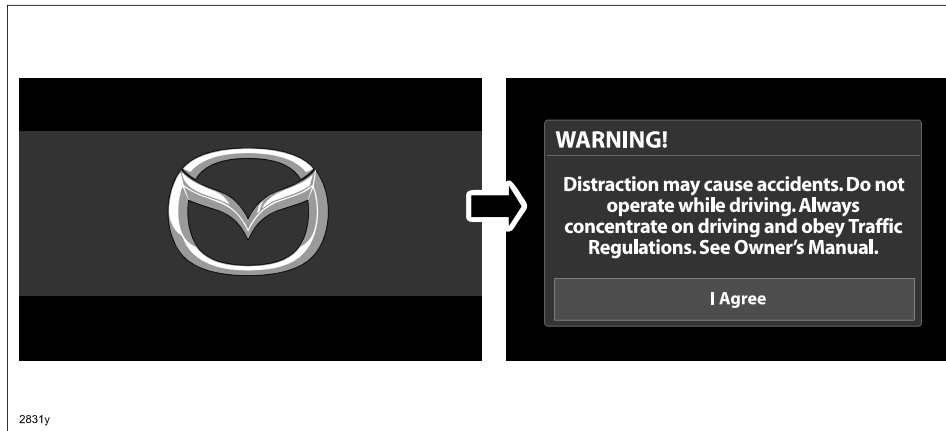 WARNING!
Distraction may cause accidents. Do not
operate while driving. Always
concentrate on driving and obey Traffic
Regulations. See Owner’s Manual.
I Agree
2831y